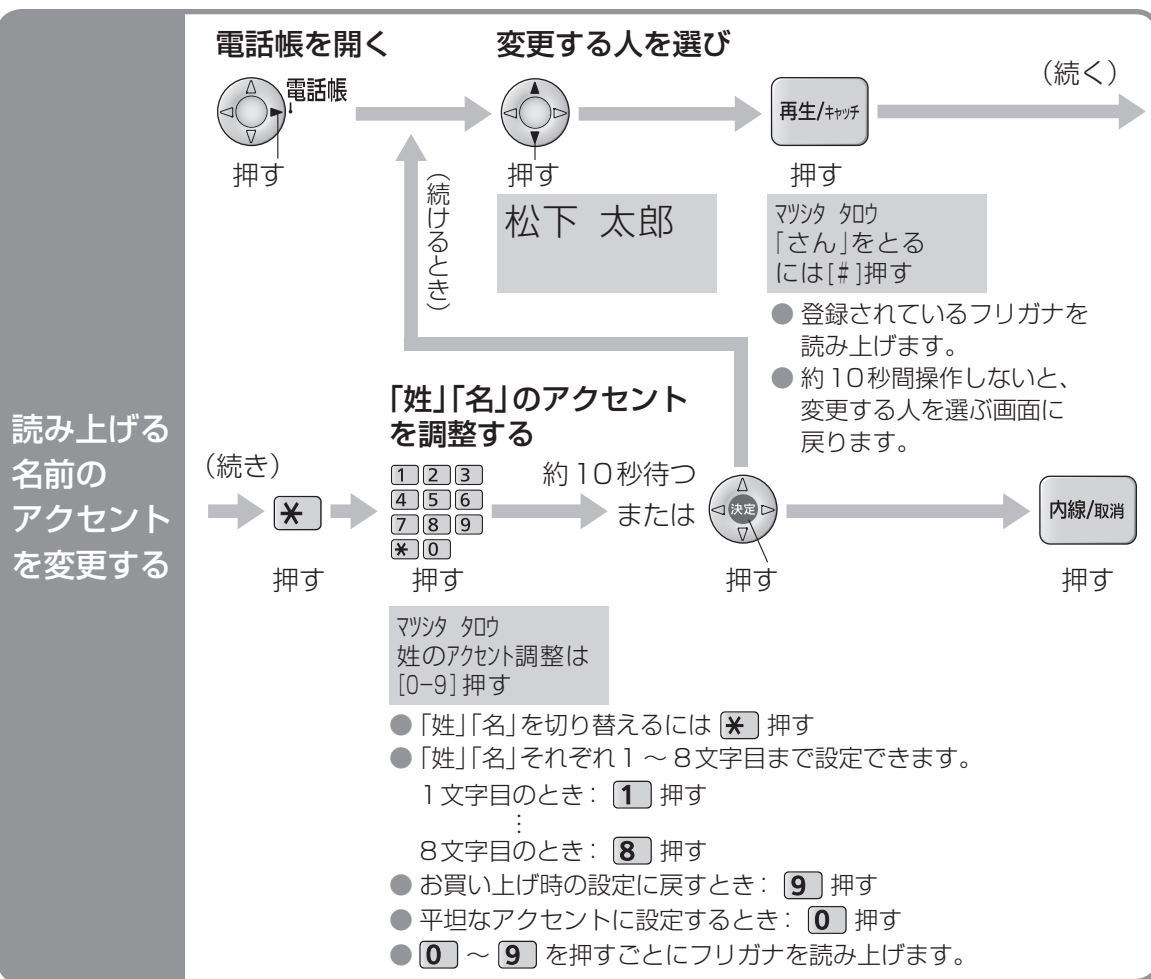 読み上げる
名前の
アクセント
を変更する
電話帳を開く
電話帳
押す
変更する人を選び
押す
松下 太郎
再生/キャッチ
押す
(続く)
ﾏﾂｼﾀ ﾀﾛｳ
「さん」をとる
には[#]押す
● 登録されているフリガナを
読み上げます。
● 約10秒間操作しないと、
変更する人を選ぶ画面に
戻ります。
(続けるとき)
(続き)
*
押す
「姓」「名」のアクセント
を調整する
1 2 3
4 5 6
7 8 9
* 0
押す
約10秒待つ
または
決定
押す
内線/取消
押す
ﾏﾂｼﾀ ﾀﾛｳ
姓のｱｸｾﾝﾄ調整は
[0-9]押す
● 「姓」「名」を切り替えるには * 押す
● 「姓」「名」それぞれ1～8文字目まで設定できます。
1文字目のとき： 1 押す
⋮
8文字目のとき： 8 押す
● お買い上げ時の設定に戻すとき： 9 押す
● 平坦なアクセントに設定するとき： 0 押す
● 0 ～ 9 を押すごとにフリガナを読み上げます。